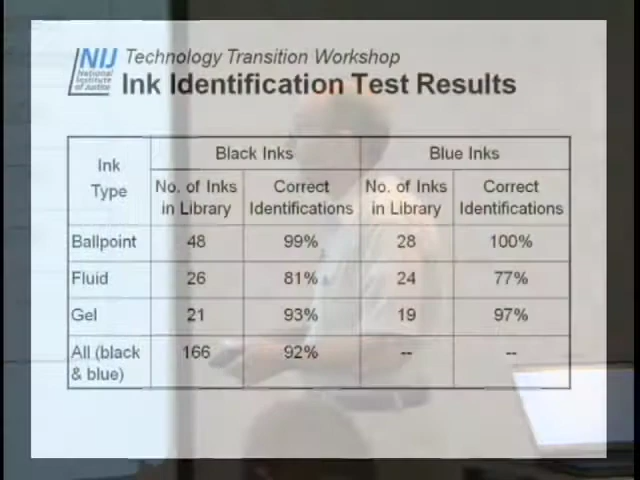 NIJ Technology Transition Workshop
National
Institute
of Justice
Ink Identification Test Results
Ink Type Black Inks Blue Inks
No. of Inks in Library Correct Identifications No. of Inks in Library Correct Identifications
Ballpoint 48 99% 28 100%
Fluid 26 81% 24 77%
Gel 21 93% 19 97%
All (black & blue) 166 92% -- --